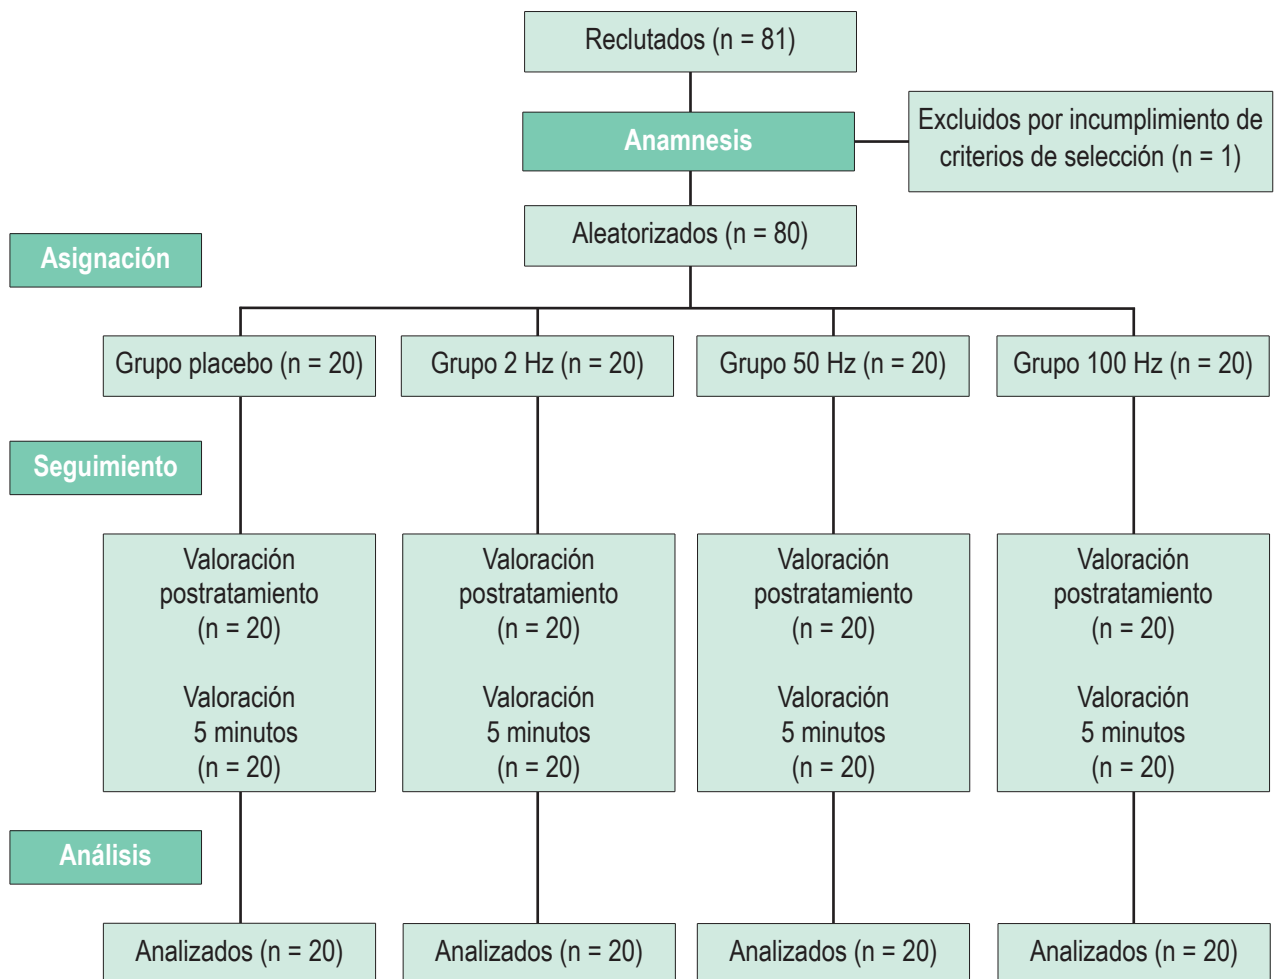 Reclutados (n = 81)
Anamnesis
Excluidos por incumplimiento de
criterios de selección (n = 1)
Aleatorizados (n = 80)
Asignación
Grupo placebo (n = 20)
Grupo 2 Hz (n = 20)
Grupo 50 Hz (n = 20)
Grupo 100 Hz (n = 20)
Seguimiento
Valoración
postratamiento
(n = 20)
Valoración
5 minutos
(n = 20)
Valoración
postratamiento
(n = 20)
Valoración
5 minutos
(n = 20)
Valoración
postratamiento
(n = 20)
Valoración
5 minutos
(n = 20)
Valoración
postratamiento
(n = 20)
Valoración
5 minutos
(n = 20)
Análisis
Analizados (n = 20)
Analizados (n = 20)
Analizados (n = 20)
Analizados (n = 20)